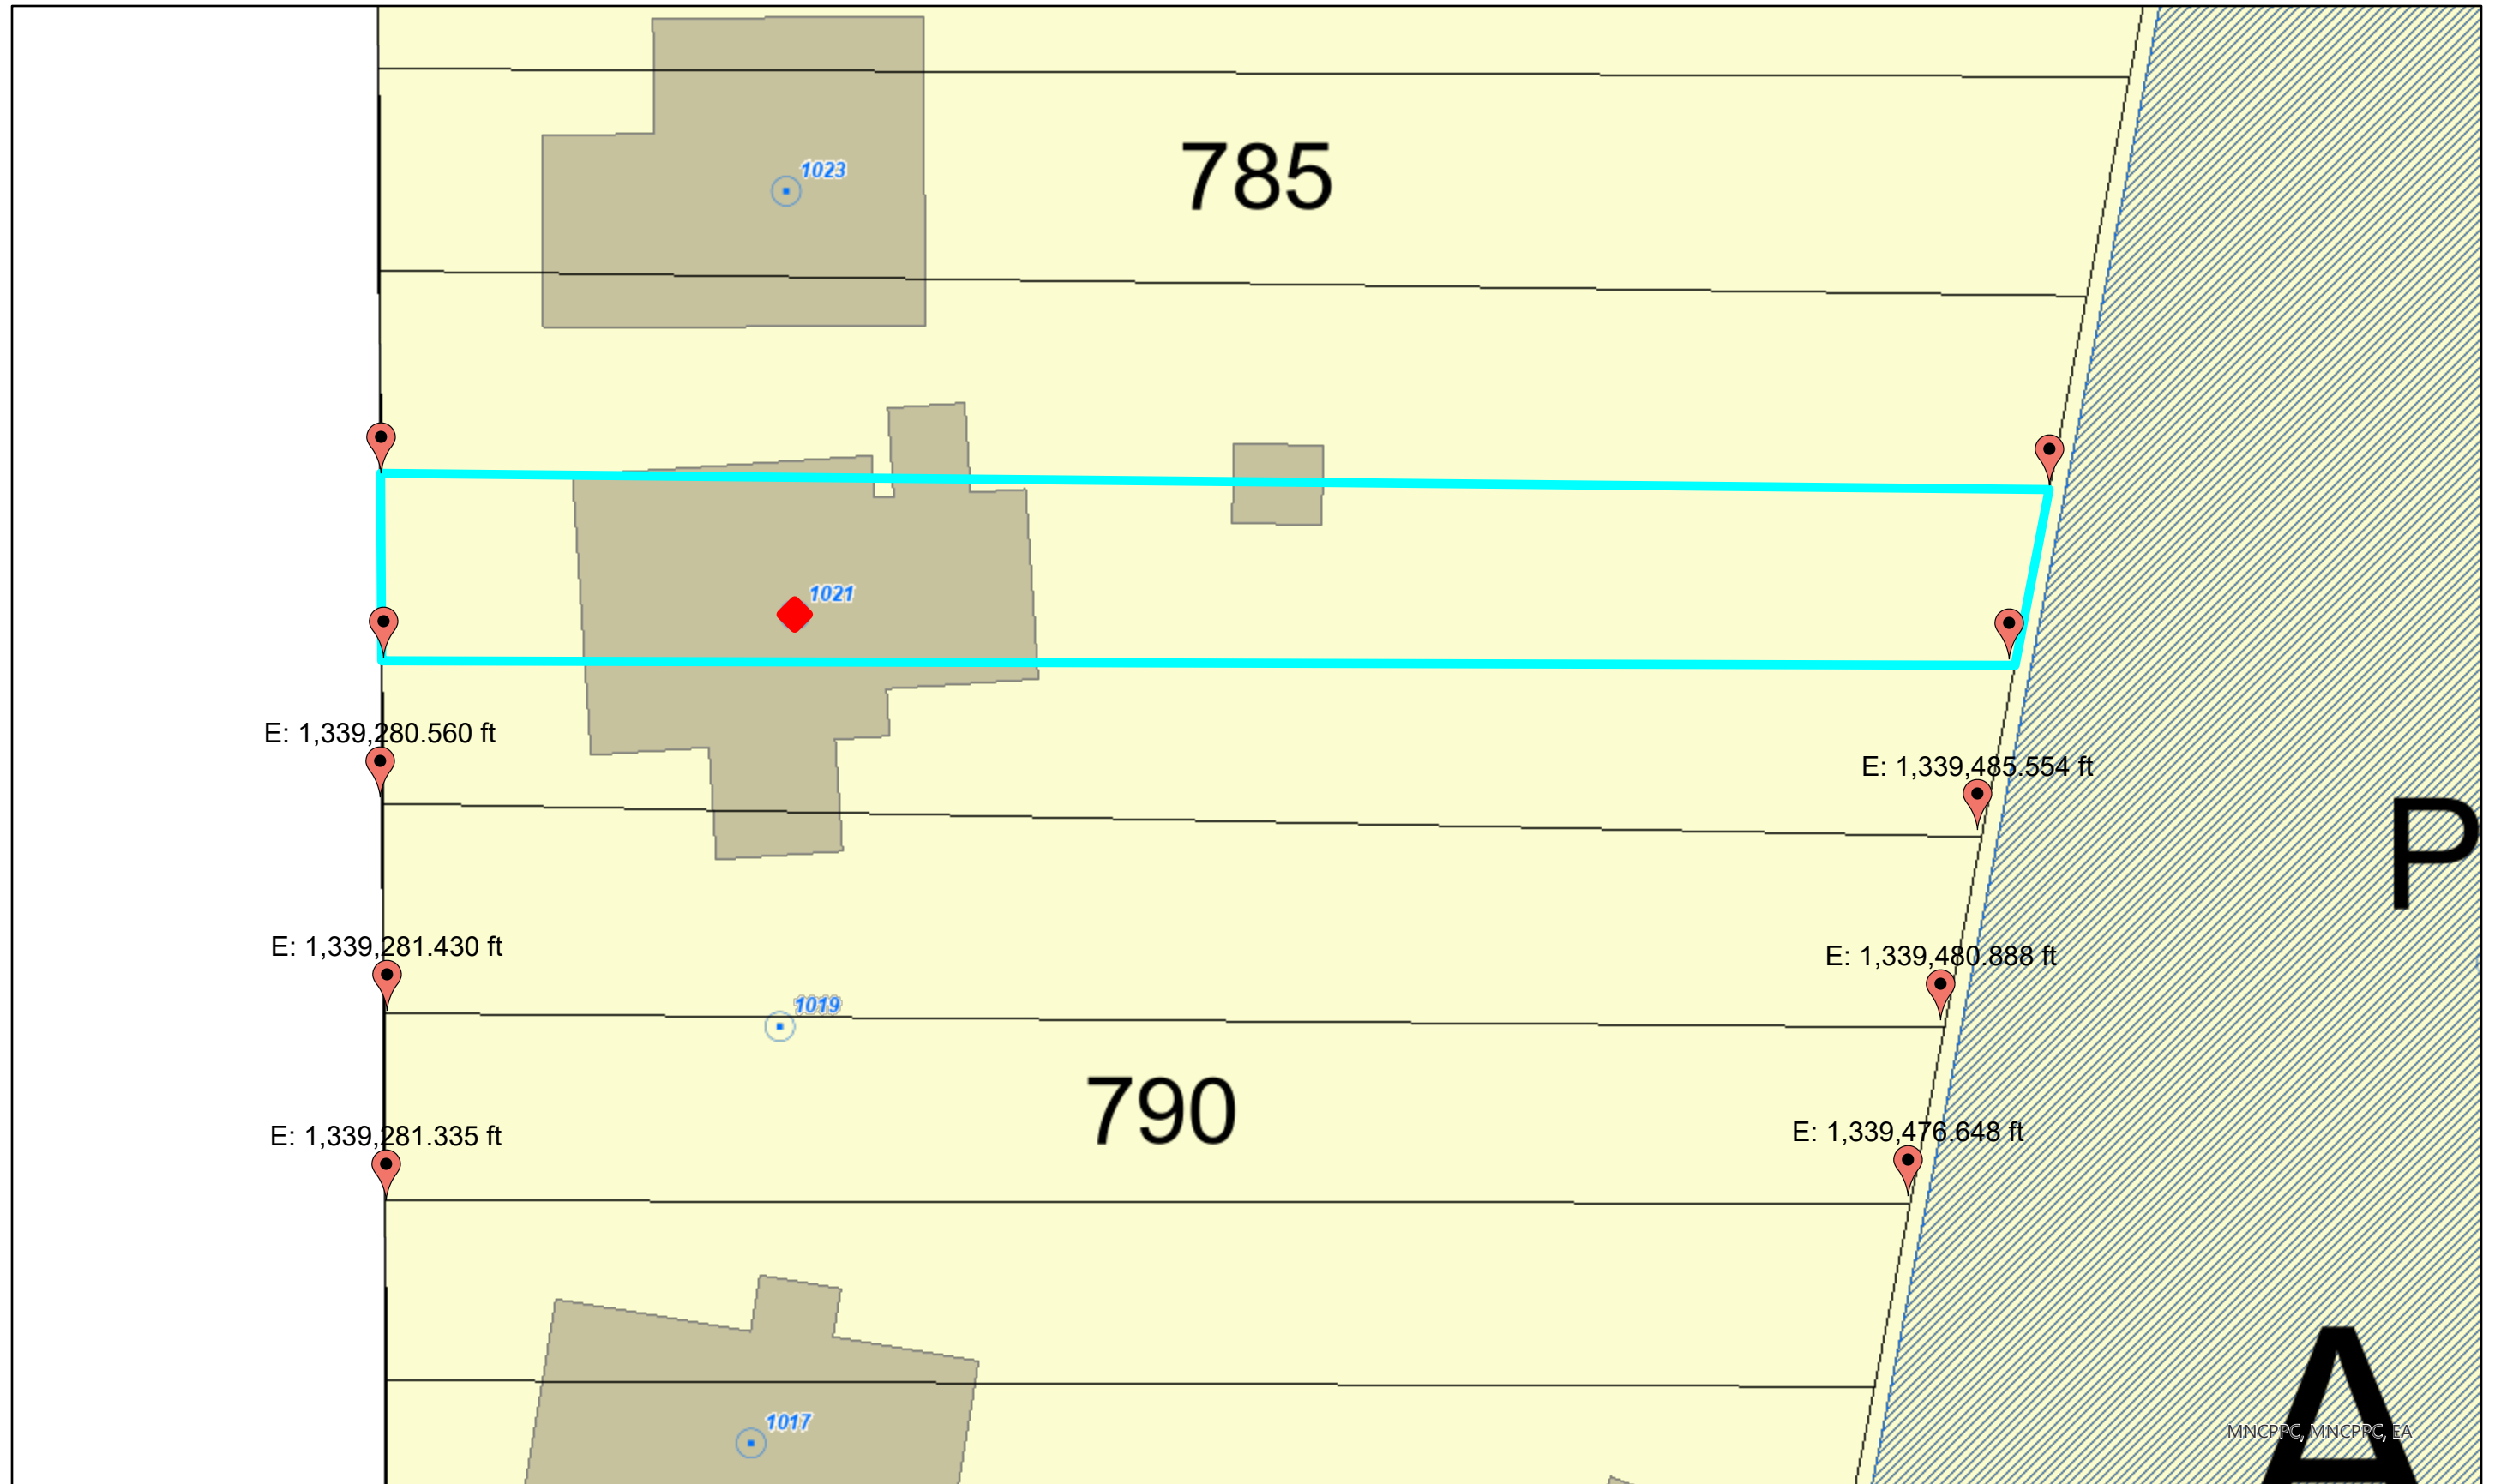 1023
785
1021
E: 1,339,280.560 ft
E: 1,339,485.554 ft
P
E: 1,339,281.430 ft
E: 1,339,480.888 ft
1019
790
E: 1,339,281.335 ft
E: 1,339,476.648 ft
A
1017
MNCPPC, MNCPPC, EA